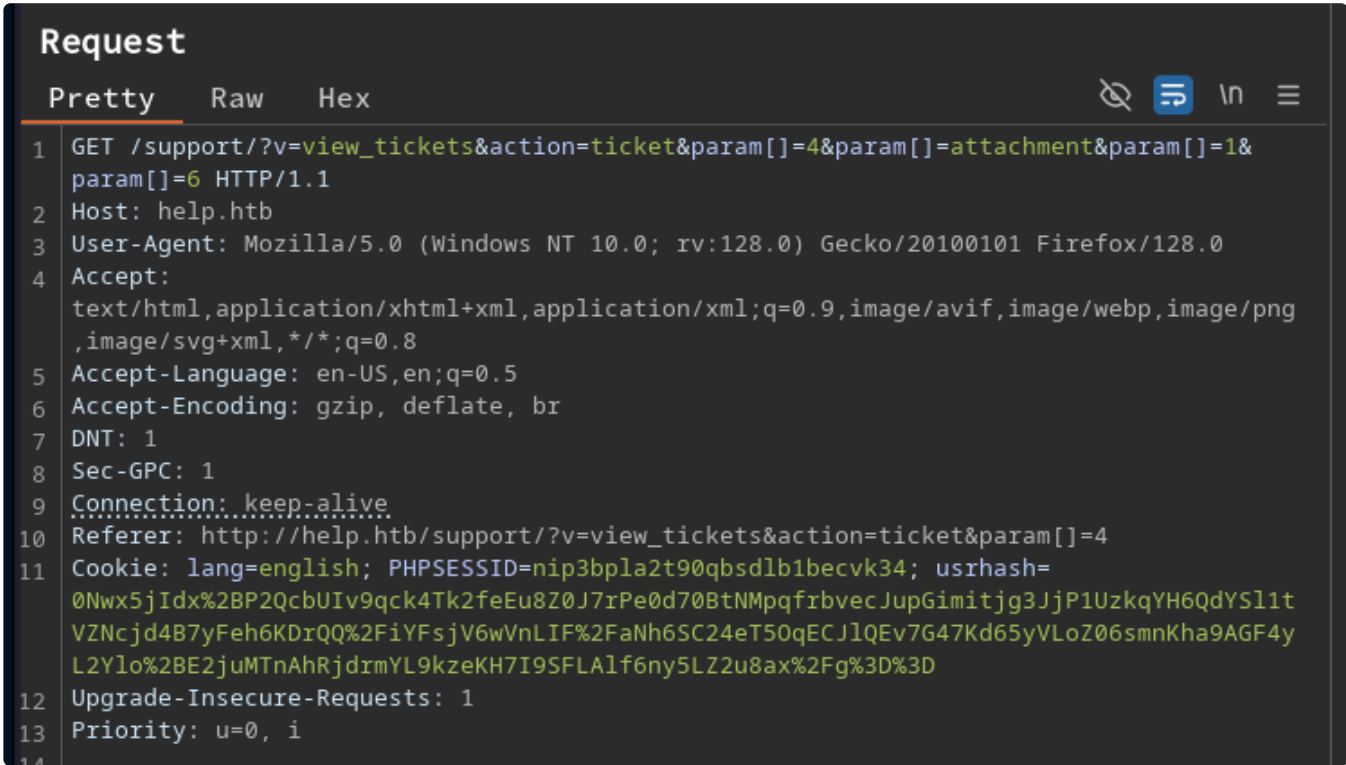 Request
Pretty Raw Hex \n
1 GET /support/?v=view_tickets&action=ticket&param[]=4&param[]=attachment&param[]=1&
param[]=6 HTTP/1.1
2 Host: help.htb
3 User-Agent: Mozilla/5.0 (Windows NT 10.0; rv:128.0) Gecko/20100101 Firefox/128.0
4 Accept:
text/html,application/xhtml+xml,application/xml;q=0.9,image/avif,image/webp,image/png
,image/svg+xml,*/*;q=0.8
5 Accept-Language: en-US,en;q=0.5
6 Accept-Encoding: gzip, deflate, br
7 DNT: 1
8 Sec-GPC: 1
9 Connection: keep-alive
10 Referer: http://help.htb/support/?v=view_tickets&action=ticket&param[]=4
11 Cookie: lang=english; PHPSESSID=nip3bpla2t90qbsdlb1becvk34; usrhash=
0Nwx5jIdx%2BP2QcbUIv9qck4Tk2feEu8Z0J7rPe0d70BtNMpqfrbvecJupGimitjg3JjP1UzkqYH6QdYSl1t
VZNcjd4B7yFeh6KDrQQ%2FiYFsjV6wVnLIF%2FaNh6SC24eT5OqECJlQEv7G47Kd65yVLoZ06smnKha9AGF4y
L2Ylo%2BE2juMTnAhRjdrmYL9kzeKH7I9SFLAlf6ny5LZ2u8ax%2Fg%3D%3D
12 Upgrade-Insecure-Requests: 1
13 Priority: u=0, i
14